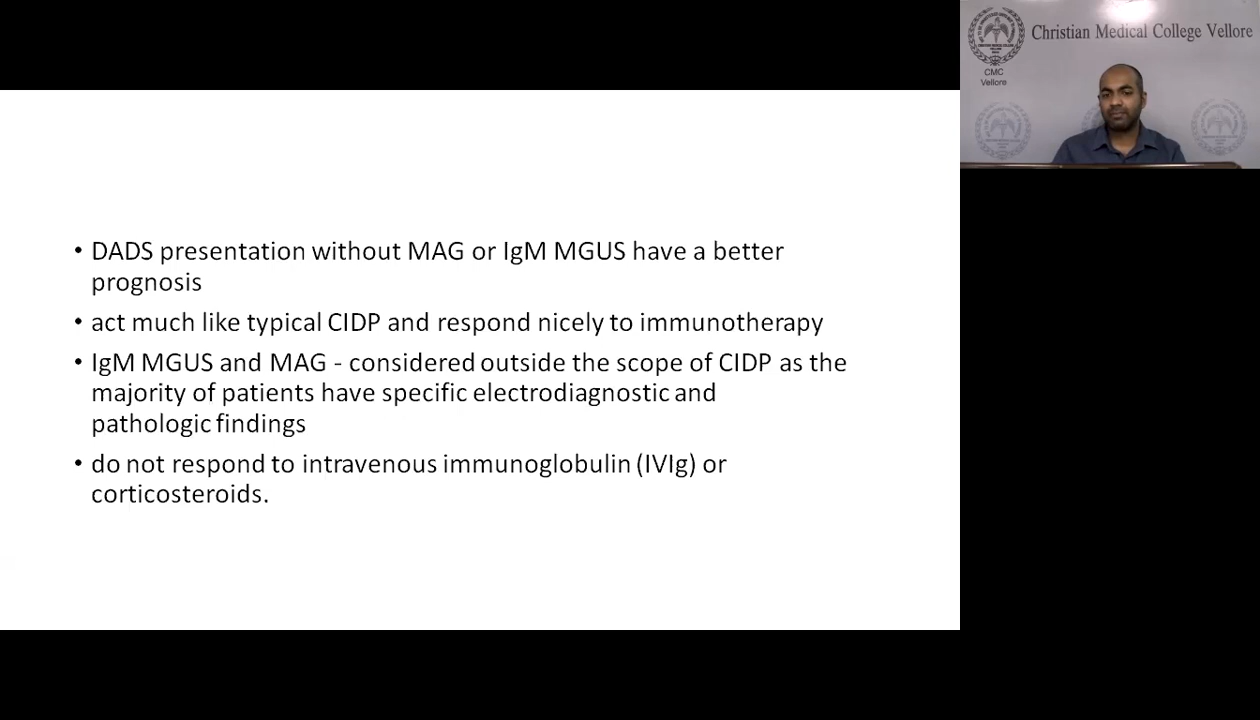 • DADS presentation without MAG or IgM MGUS have a better
prognosis
• act much like typical CIDP and respond nicely to immunotherapy
• IgM MGUS and MAG - considered outside the scope of CIDP as the
majority of patients have specific electrodiagnostic and
pathologic findings
• do not respond to intravenous immunoglobulin (IVIg) or
corticosteroids.
Christian Medical College Vellore
CMC
Vellore